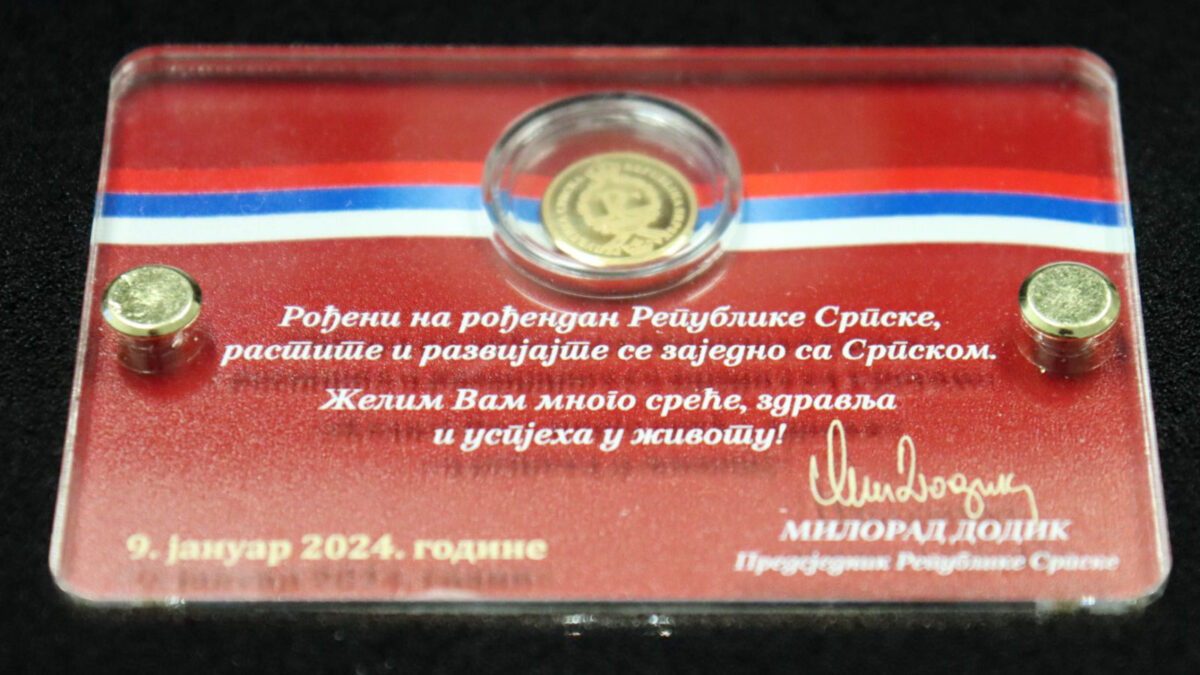 Рођени на рођендан Републике Српске,
растите и развијајте се заједно са Српском.
Желим Вам много среће, здравља
и успјеха у животу!
9. јануар 2024. године
МИЛОРАД ДОДИК
Предсједник Републике Српске